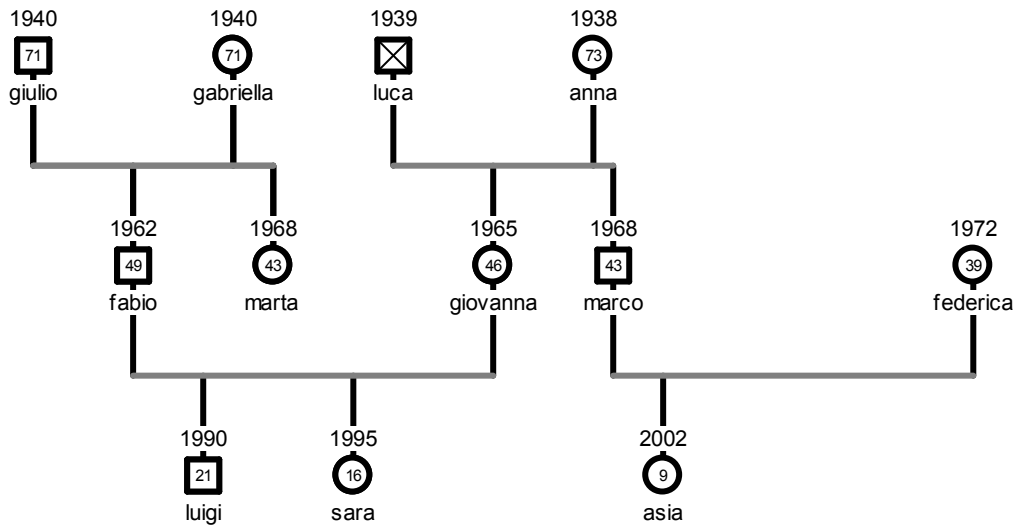 1940 1940 1939 1938
71 71 73
giulio gabriella luca anna
1962 1968 1965 1968 1972
49 43 46 43 39
fabio marta giovanna marco federica
1990 1995 2002
21 16 9
luigi sara asia